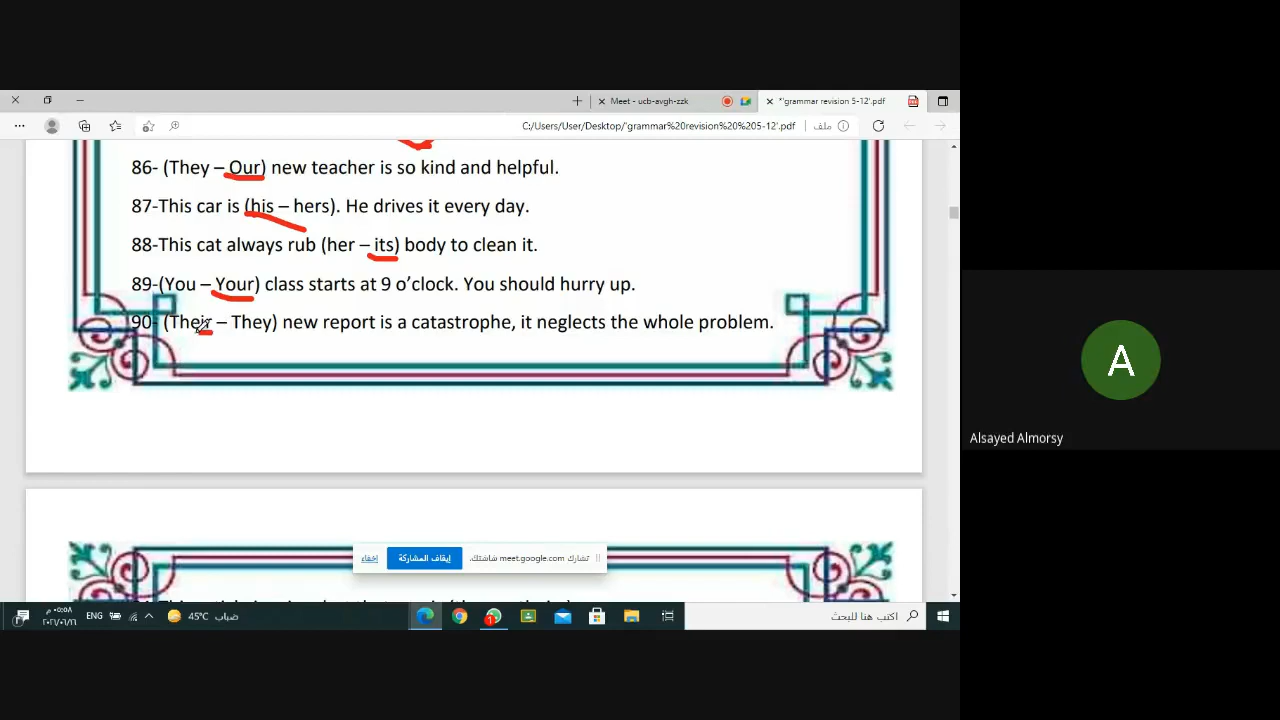 Meet - ucb-avgh-zzk
"grammar revision 5-12'.pdf
C:/Users/User/Desktop/'grammar%20revision%20%205-12'.pdf
ملف
86- (They – Our) new teacher is so kind and helpful.
87-This car is (his – hers). He drives it every day.
88-This cat always rub (her – its) body to clean it.
89-(You – Your) class starts at 9 o’clock. You should hurry up.
90- (Their – They) new report is a catastrophe, it neglects the whole problem.
A
Alsayed Almorsy
تشارك meet.google.com شاشتك.
إيقاف المشاركة
إخفاء
ENG
45°C ضباب
اكتب هنا للبحث